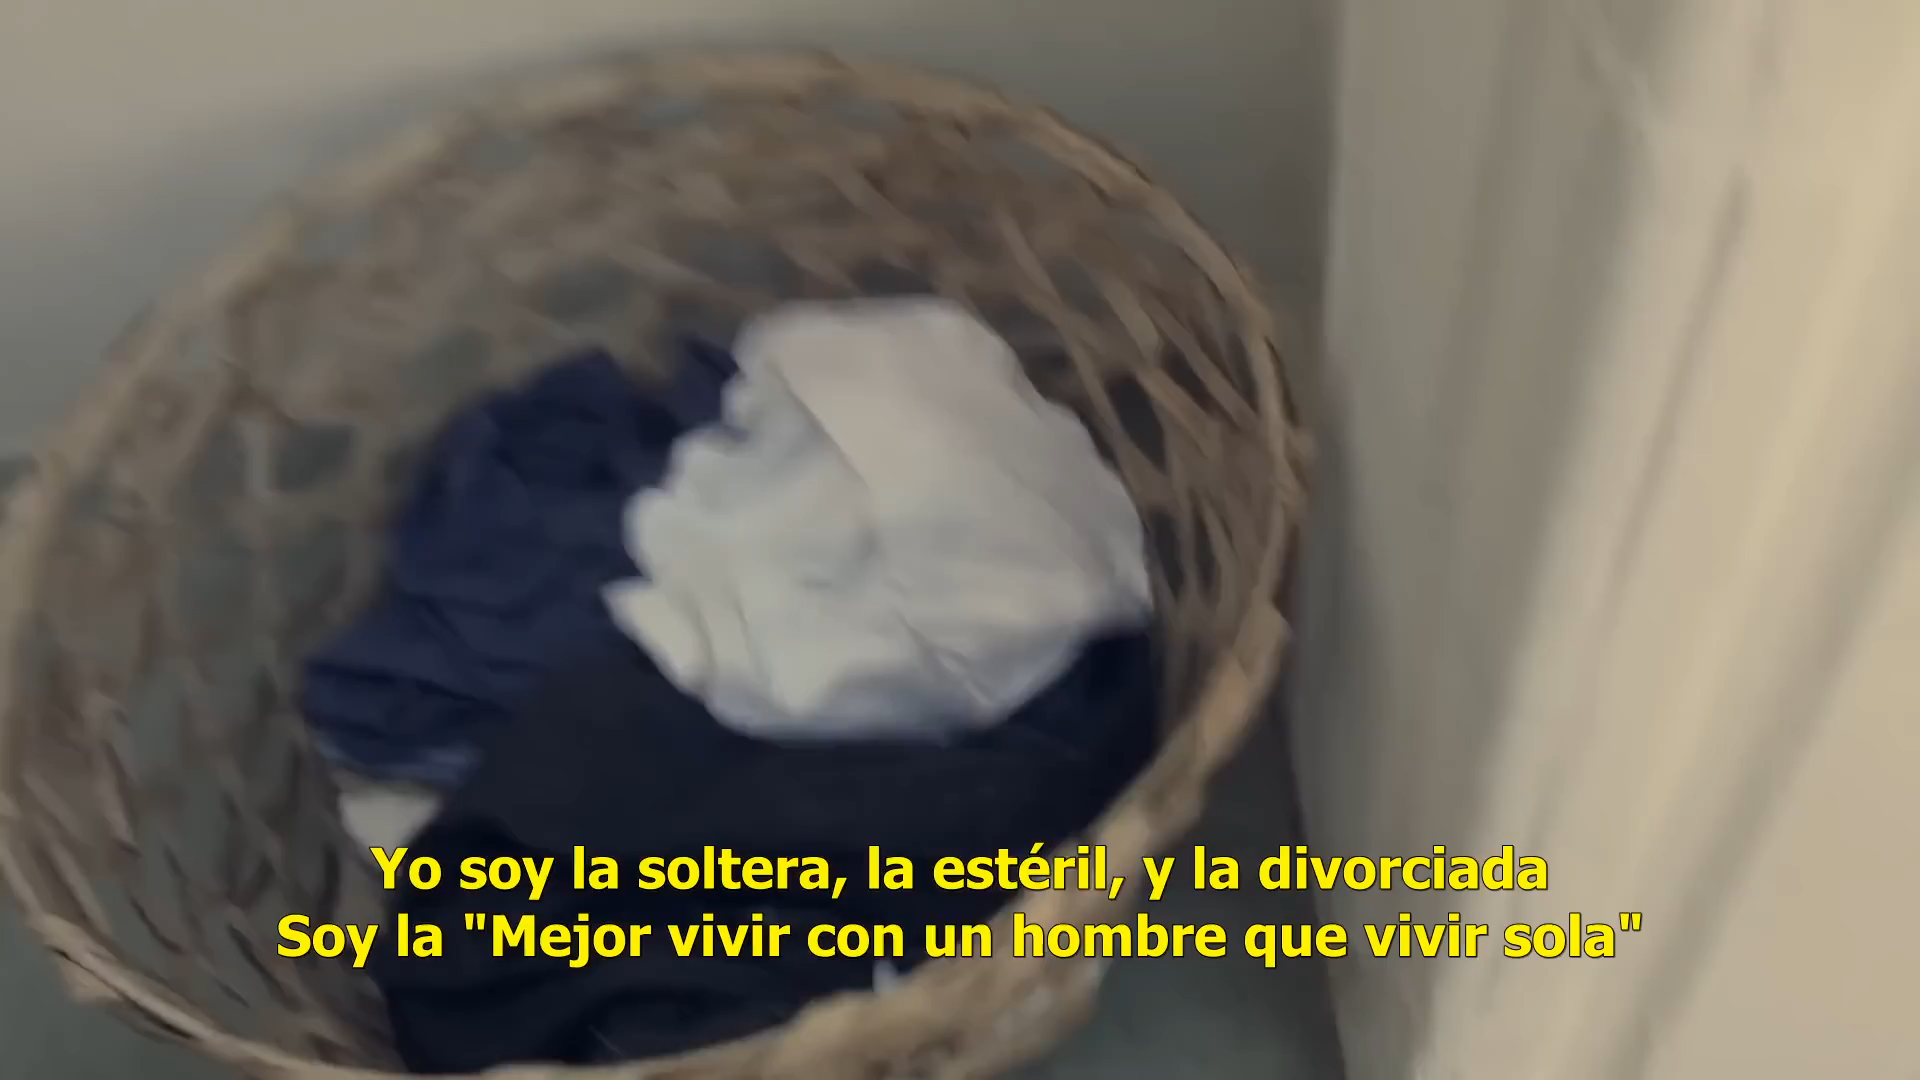 Yo soy la soltera, la estéril, y la divorciada
Soy la "Mejor vivir con un hombre que vivir sola"